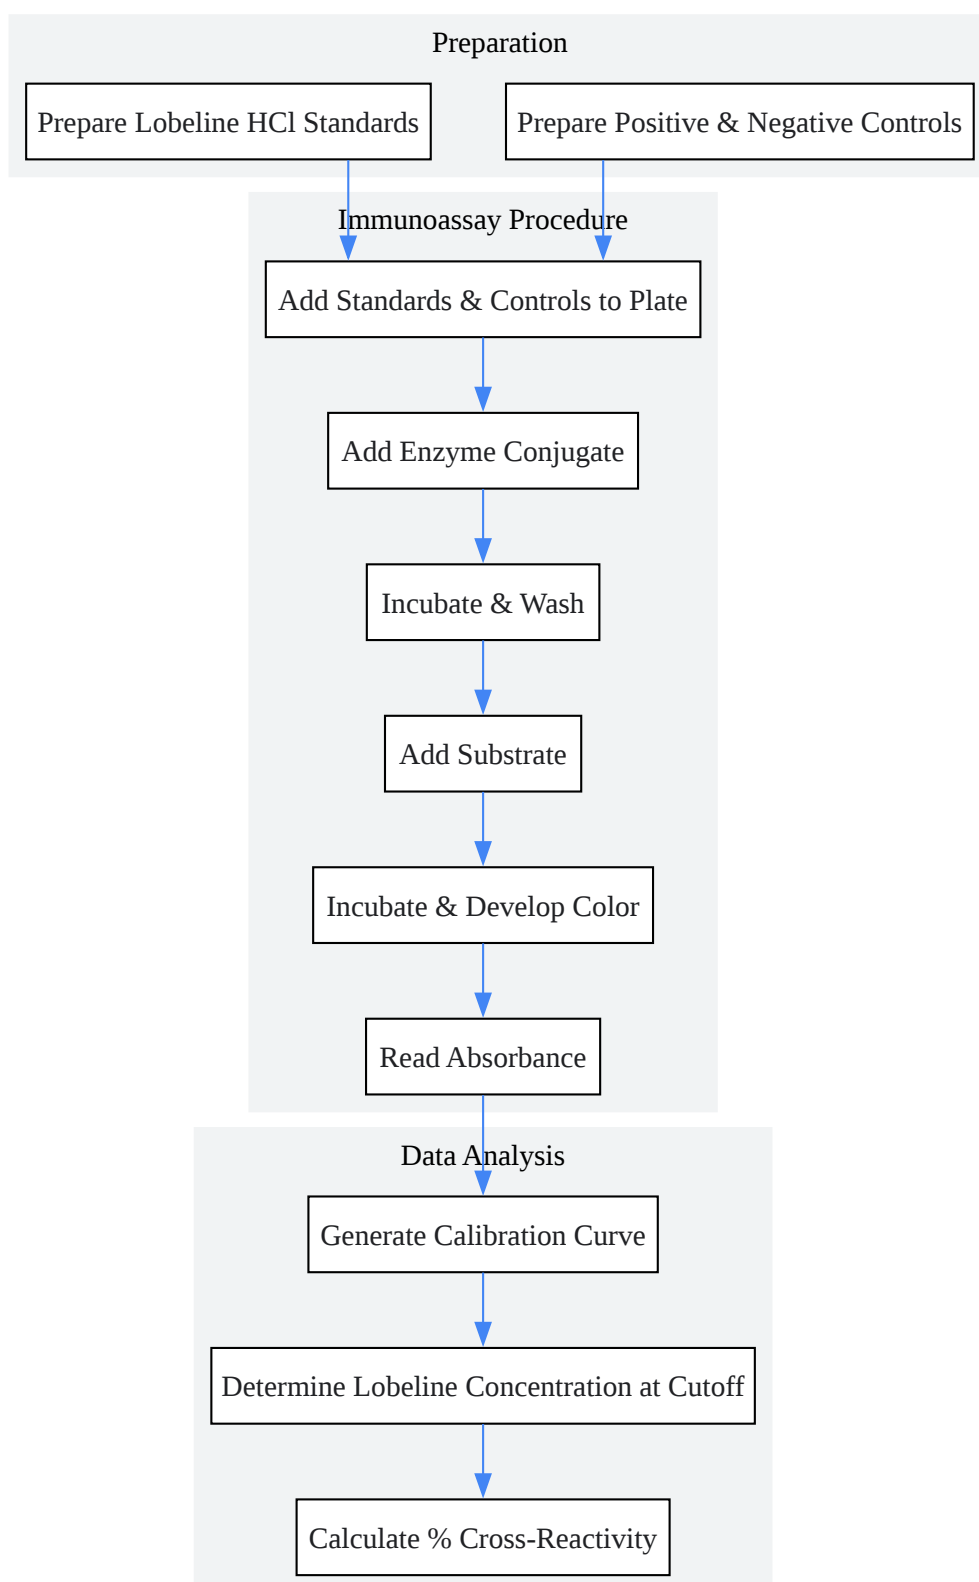 Preparation
Prepare Lobeline HCl Standards
Prepare Positive & Negative Controls
Immunoassay Procedure
Add Standards & Controls to Plate
Add Enzyme Conjugate
Incubate & Wash
Add Substrate
Incubate & Develop Color
Read Absorbance
Data Analysis
Generate Calibration Curve
Determine Lobeline Concentration at Cutoff
Calculate % Cross-Reactivity